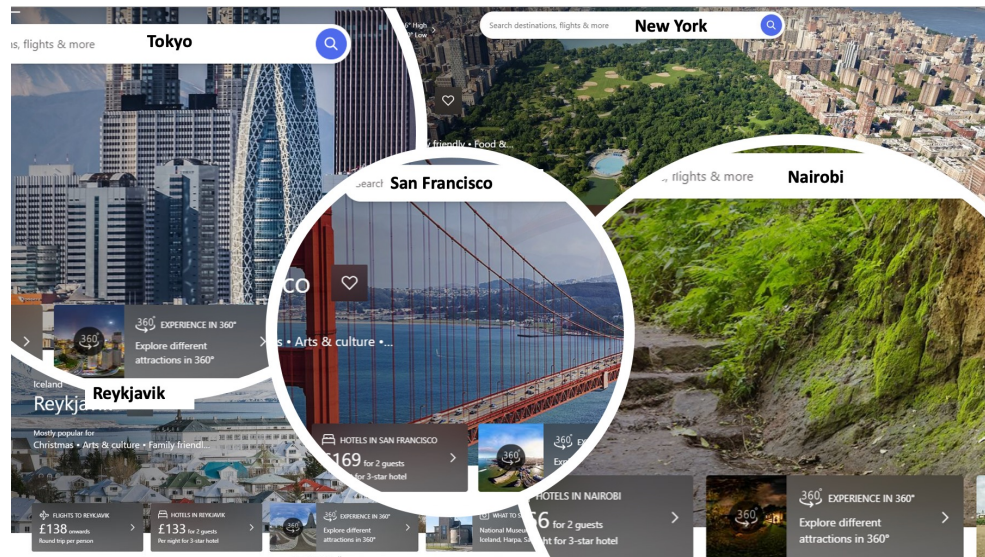 ns, flights & more
Tokyo
° High
° Low
Search destinations, flights & more
New York
friendly • Food &...
Search
San Francisco
flights & more
Nairobi
co
s • Arts & culture •...
360°
EXPERIENCE IN 360°
Explore different
attractions in 360°
360°
Reykjavik
Iceland
Reykja
Mostly popular for
Christmas • Arts & culture • Family friendl...
FLIGHTS TO REYKJAVIK
£138 onwards
Round trip per person
HOTELS IN REYKJAVIK
£133 for 2 guests
Per night for 3-star hotel
360°
360°
EXPERIENCE IN 360°
Explore different
attractions in 360°
WHAT TO S
National Museu
Iceland, Harpa, Sa
HOTELS IN SAN FRANCISCO
£169 for 2 guests
for 3-star hotel
360°
360°
Ex
HOTELS IN NAIROBI
6 for 2 guests
ht for 3-star hotel
360°
360°
EXPERIENCE IN 360°
Explore different
attractions in 360°